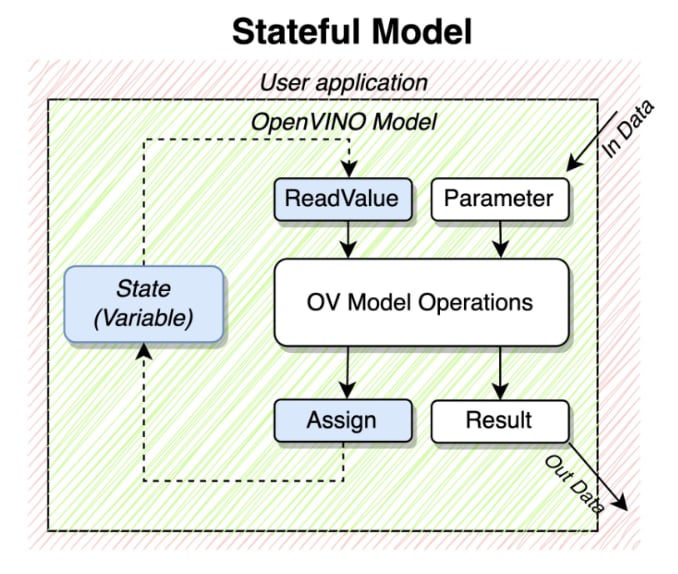 Stateful Model
User application
OpenVINO Model
In Data
ReadValue
Parameter
State
(Variable)
OV Model Operations
Assign
Result
Out Data